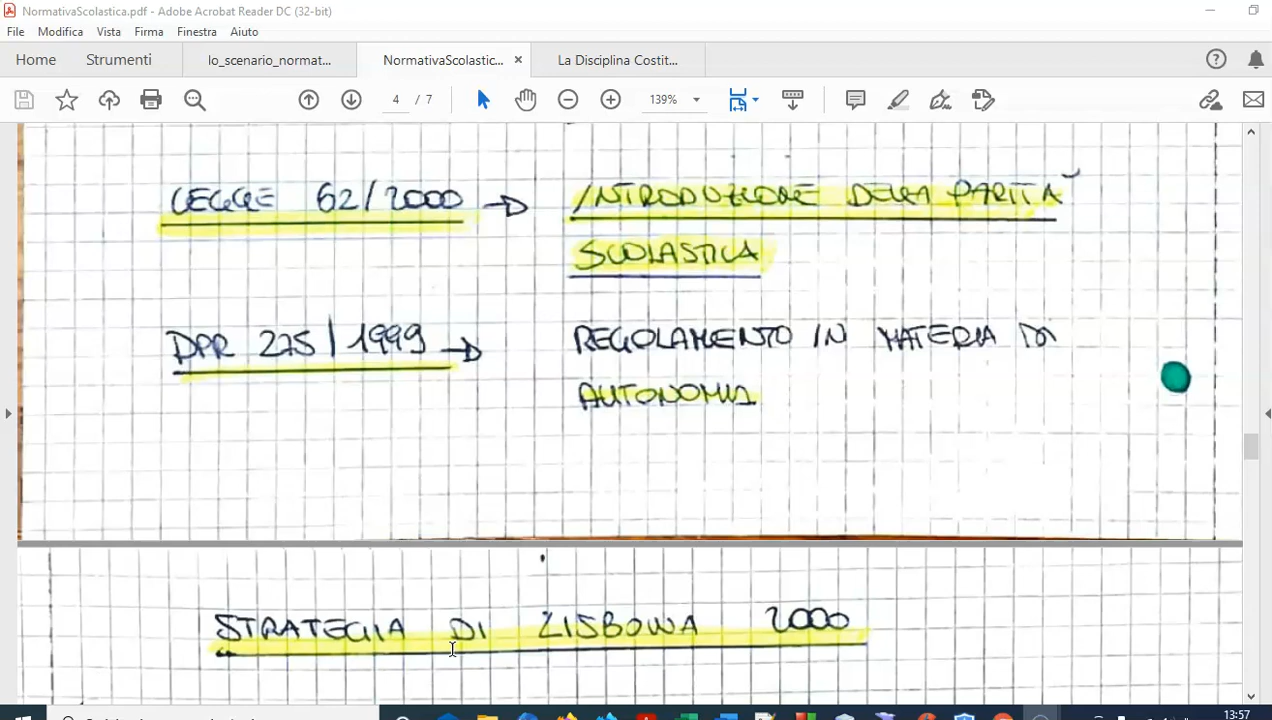 NormativaScolastica.pdf - Adobe Acrobat Reader DC (32-bit)
File Modifica Vista Firma Finestra Aiuto
Home Strumenti lo_scenario_normat... NormativaScolastic... × La Disciplina Costit...
4 / 7 139%
LEGGE 62/2000 → INTRODUZIONE DELLA PARITÀ
SCOLASTICA
DPR 275/1999 → REGOLAMENTO IN MATERIA DI
AUTONOMIA
STRATEGIA DI LISBONA 2000
13:57